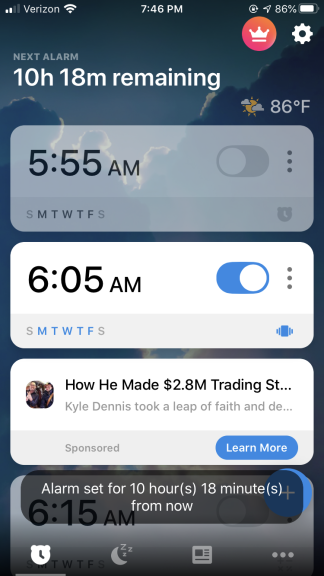 Verizon 7:46 PM 86%
NEXT ALARM
10h 18m remaining
86°F
5:55 AM
S M T W T F S
6:05 AM
S M T W T F S
How He Made $2.8M Trading St...
Kyle Dennis took a leap of faith and de...
Sponsored Learn More
Alarm set for 10 hour(s) 18 minute(s)
from now
6:15 AM
S M T W T F S